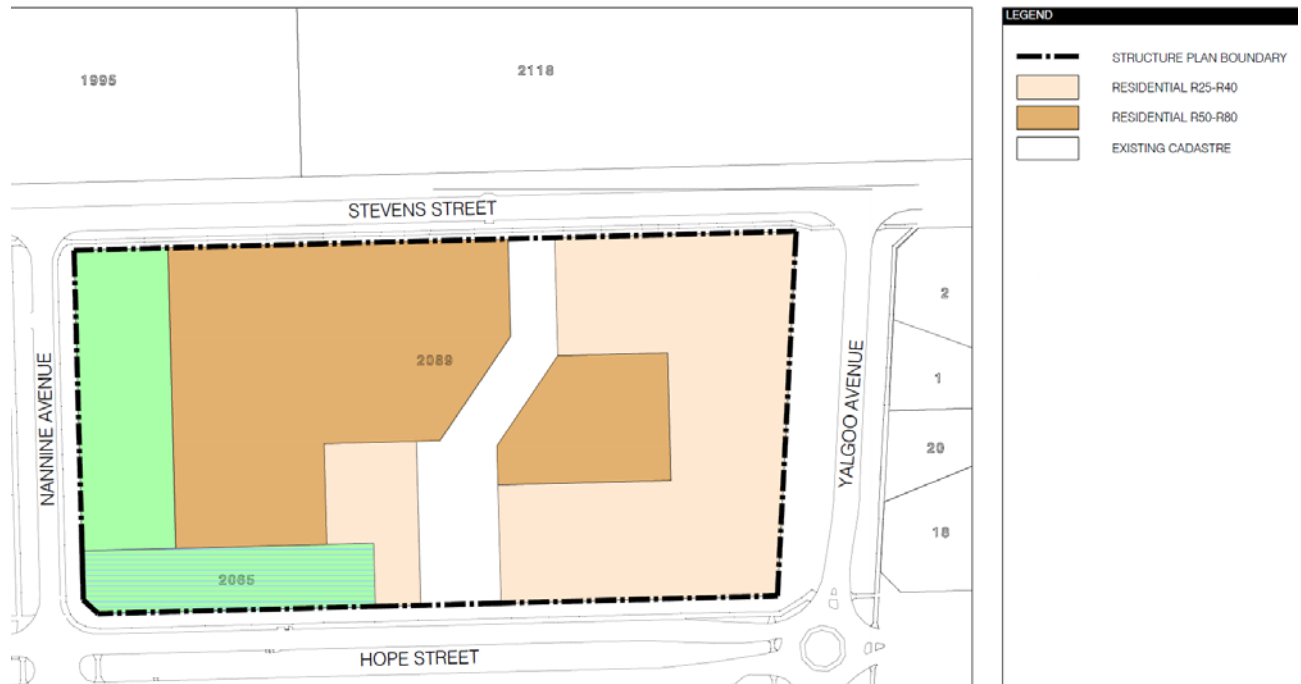 LEGEND
STRUCTURE PLAN BOUNDARY
RESIDENTIAL R25-R40
RESIDENTIAL R50-R80
EXISTING CADASTRE
1995
2118
STEVENS STREET
NANNINE AVENUE
2089
YALGOO AVENUE
2
1
20
18
2065
HOPE STREET